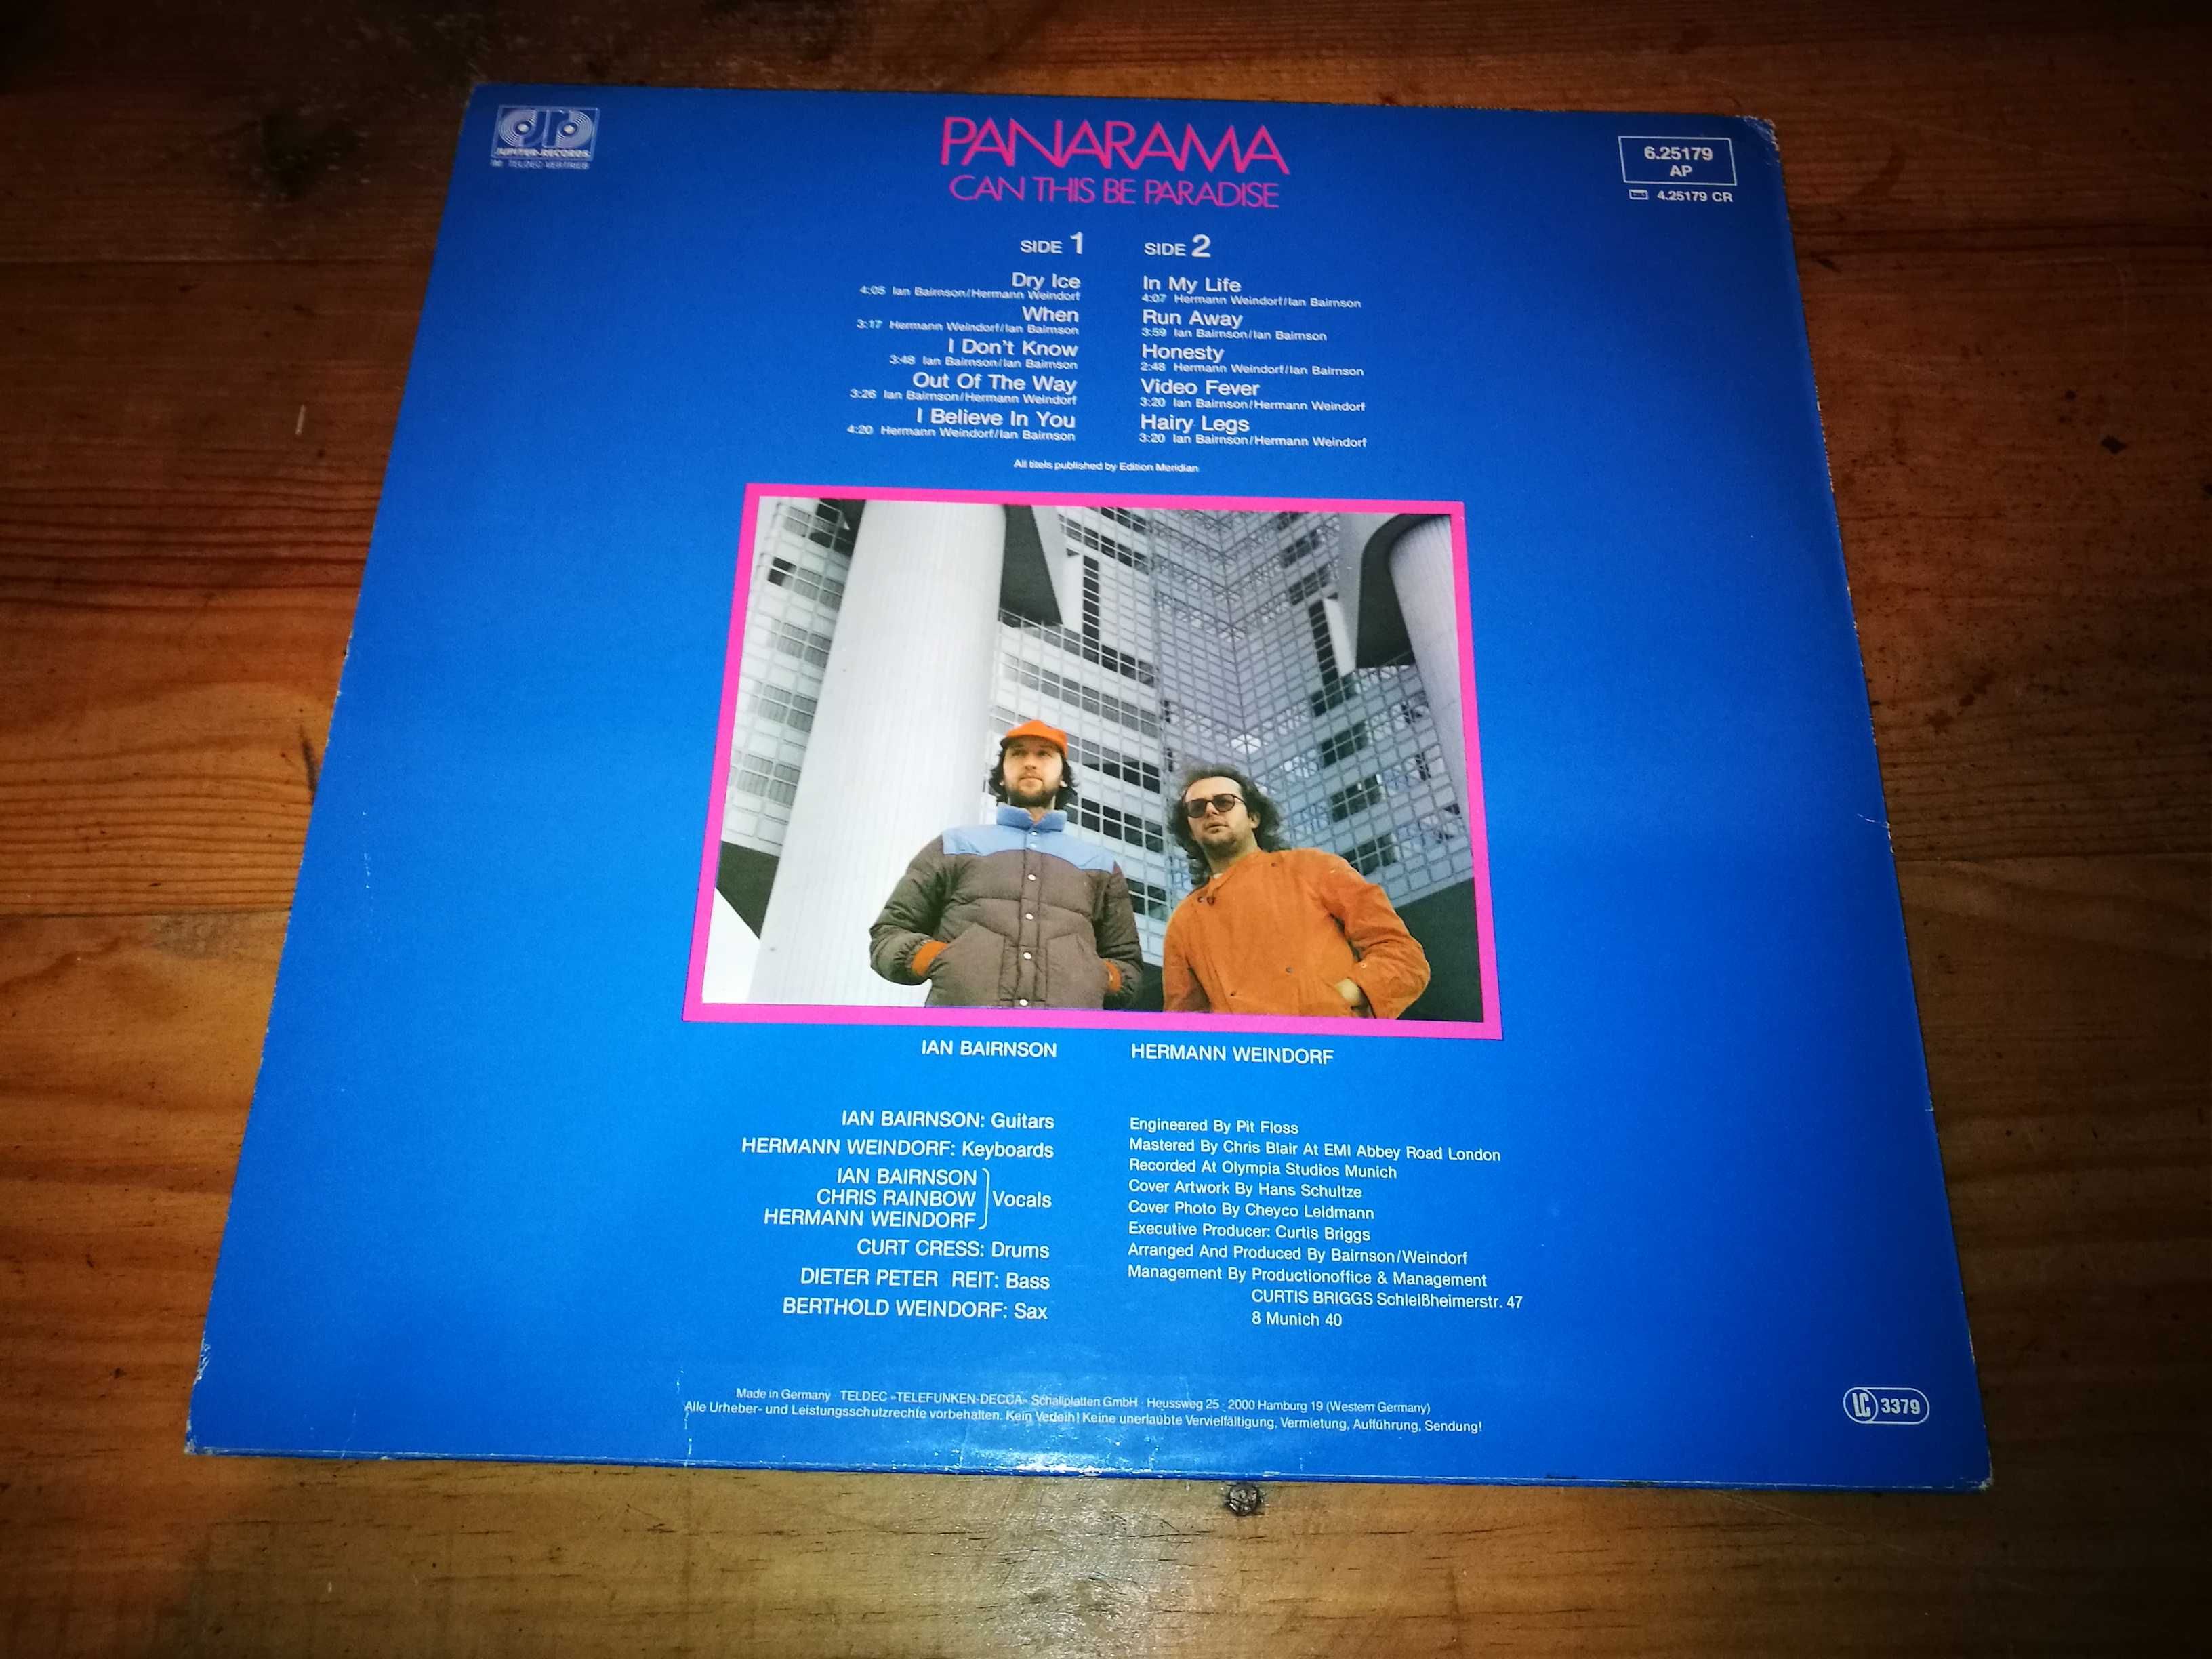 JUPITER-RECORDS
IM TELDEC-VERTRIEB
PANARAMA
CAN THIS BE PARADISE
6.25179
AP
4.25179 CR
SIDE 1
Dry Ice
4:05 Ian Bairnson/Hermann Weindorf
When
3:17 Hermann Weindorf/Ian Bairnson
I Don't Know
3:48 Ian Bairnson/Ian Bairnson
Out Of The Way
3:26 Ian Bairnson/Hermann Weindorf
I Believe In You
4:20 Hermann Weindorf/Ian Bairnson
SIDE 2
In My Life
4:07 Hermann Weindorf/Ian Bairnson
Run Away
3:59 Ian Bairnson/Ian Bairnson
Honesty
2:48 Hermann Weindorf/Ian Bairnson
Video Fever
3:20 Ian Bairnson/Hermann Weindorf
Hairy Legs
3:20 Ian Bairnson/Hermann Weindorf
All titels published by Edition Meridian
IAN BAIRNSON
HERMANN WEINDORF
IAN BAIRNSON: Guitars
HERMANN WEINDORF: Keyboards
IAN BAIRNSON
CHRIS RAINBOW Vocals
HERMANN WEINDORF
CURT CRESS: Drums
DIETER PETER REIT: Bass
BERTHOLD WEINDORF: Sax
Engineered By Pit Floss
Mastered By Chris Blair At EMI Abbey Road London
Recorded At Olympia Studios Munich
Cover Artwork By Hans Schultze
Cover Photo By Cheyco Leidmann
Executive Producer: Curtis Briggs
Arranged And Produced By Bairnson/Weindorf
Management By Productionoffice & Management
CURTIS BRIGGS Schleißheimerstr. 47
8 Munich 40
Made in Germany · TELDEC »TELEFUNKEN-DECCA« Schallplatten GmbH · Heussweg 25 · 2000 Hamburg 19 (Western Germany)
Alle Urheber- und Leistungsschutzrechte vorbehalten. Kein Verleih! Keine unerlaubte Vervielfältigung, Vermietung, Aufführung, Sendung!
LC 3379